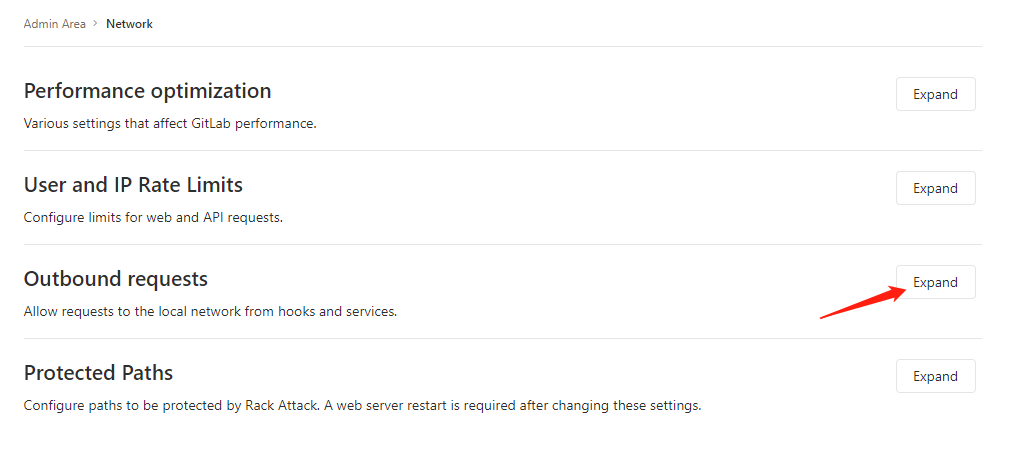 Admin Area > Network
Performance optimization
Expand
Various settings that affect GitLab performance.
User and IP Rate Limits
Expand
Configure limits for web and API requests.
Outbound requests
Expand
Allow requests to the local network from hooks and services.
Protected Paths
Expand
Configure paths to be protected by Rack Attack. A web server restart is required after changing these settings.